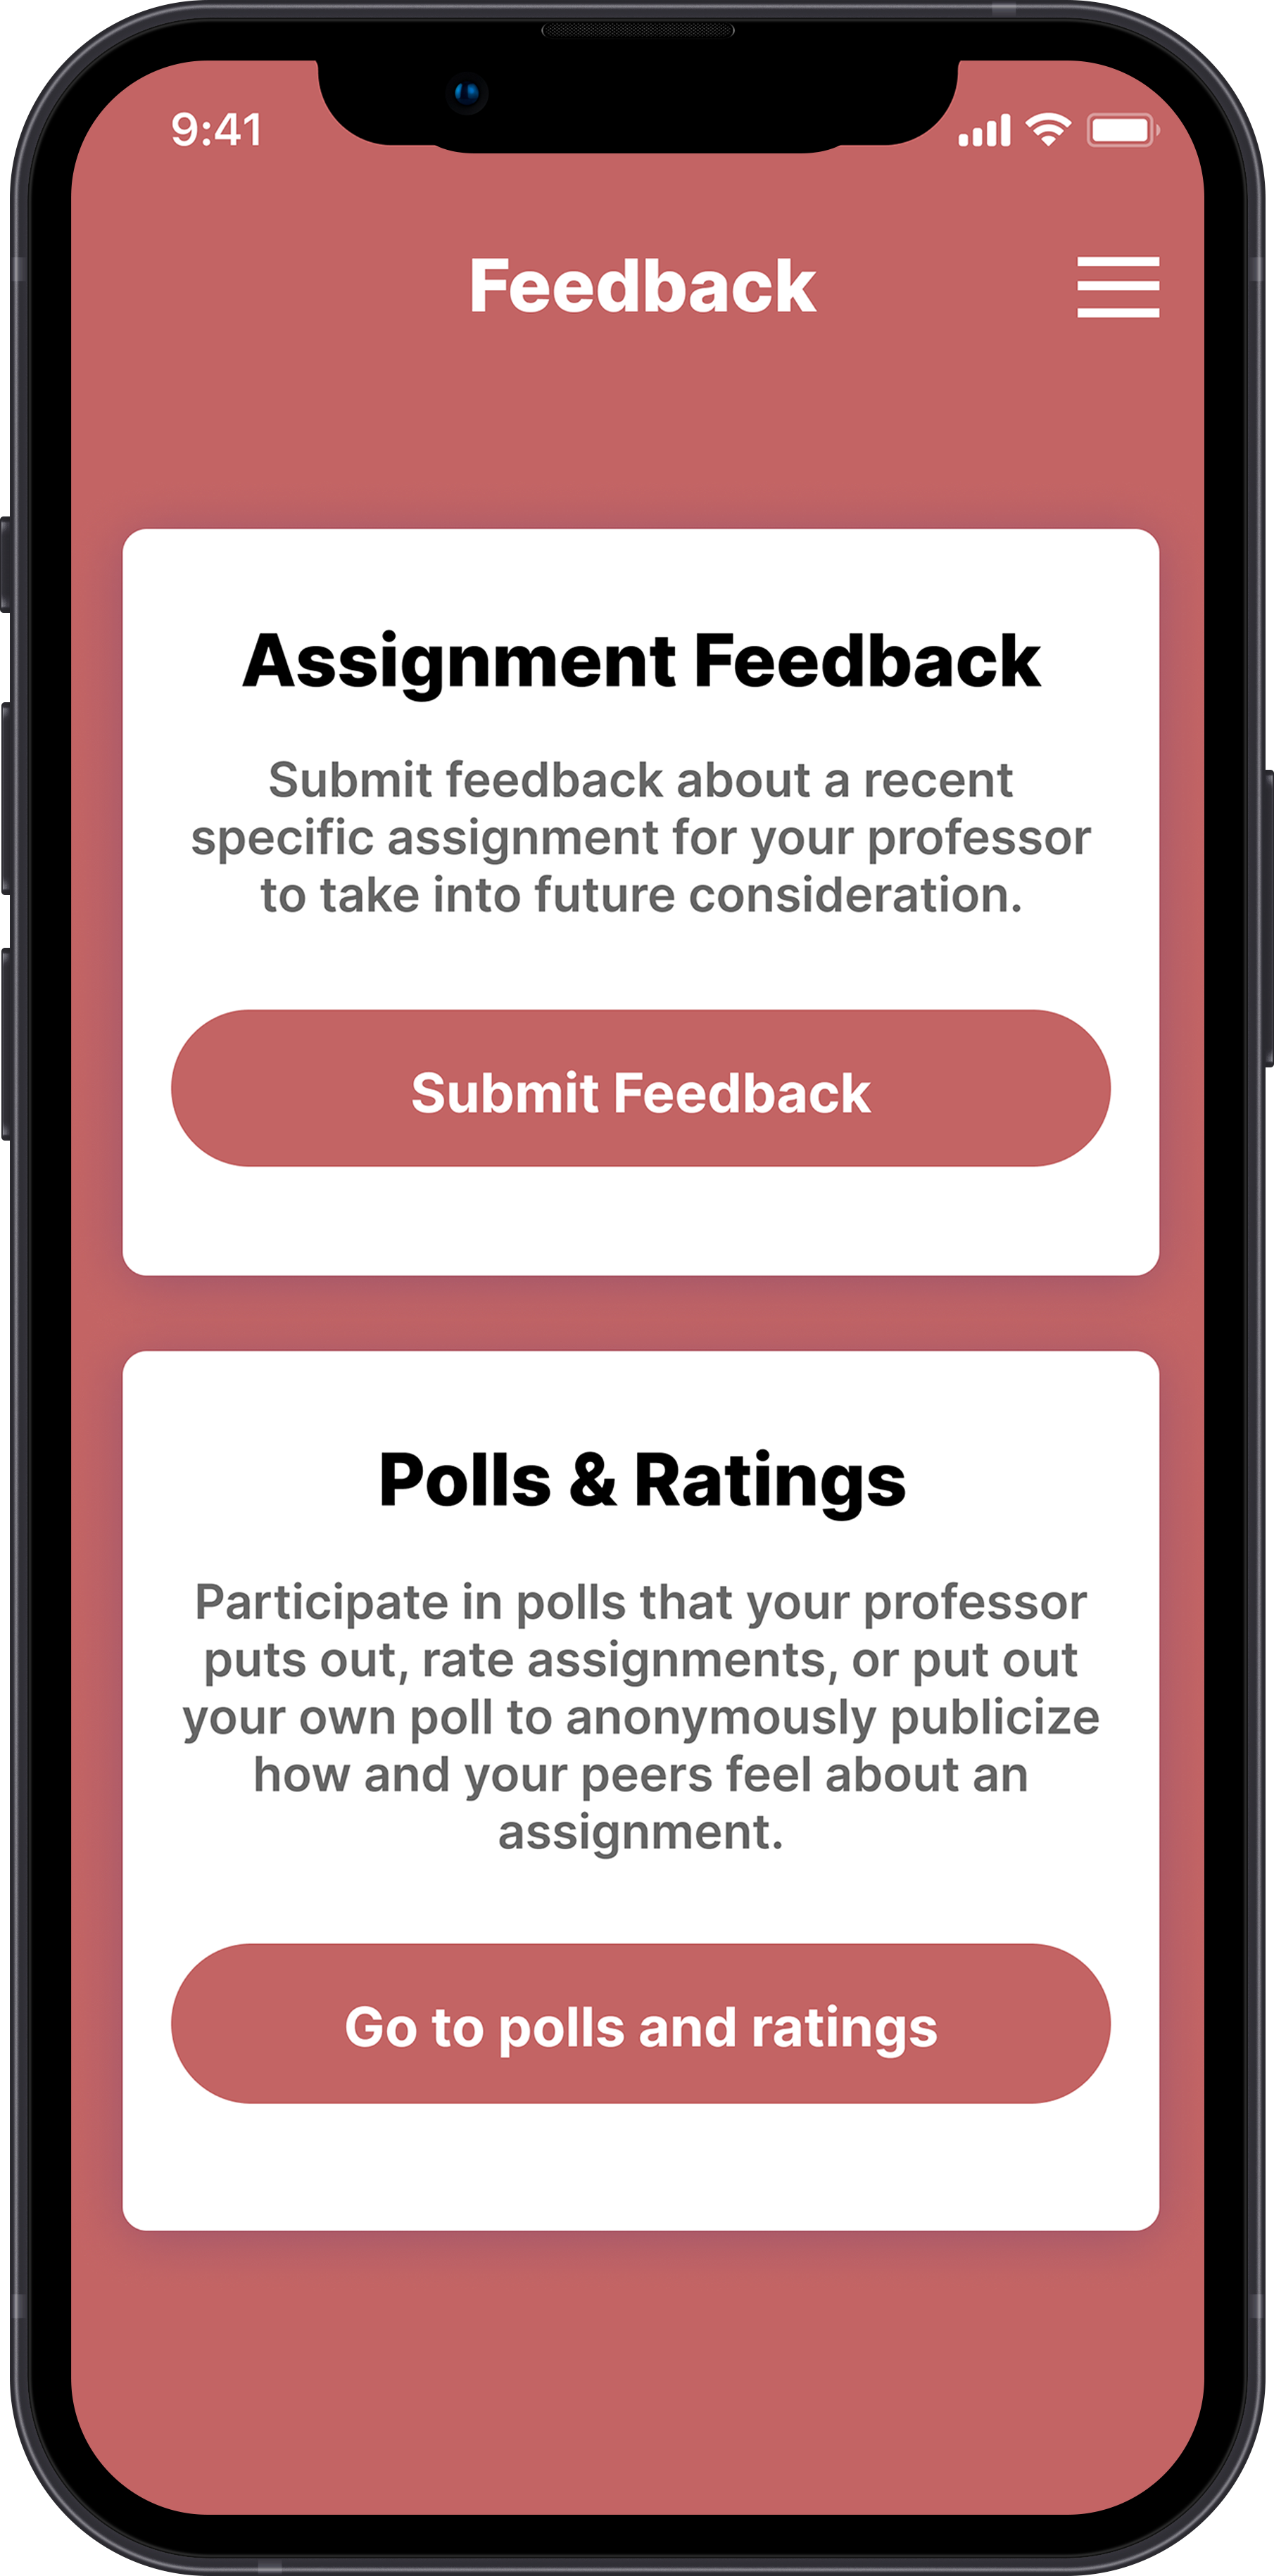 9:41
Feedback
Assignment Feedback
Submit feedback about a recent
specific assignment for your professor
to take into future consideration.
Submit Feedback
Polls & Ratings
Participate in polls that your professor
puts out, rate assignments, or put out
your own poll to anonymously publicize
how and your peers feel about an
assignment.
Go to polls and ratings